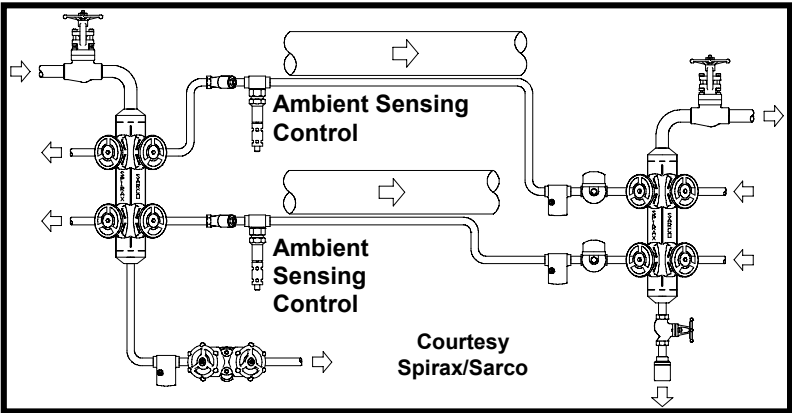 Ambient Sensing
Control
Ambient
Sensing
Control
Courtesy
Spirax/Sarco